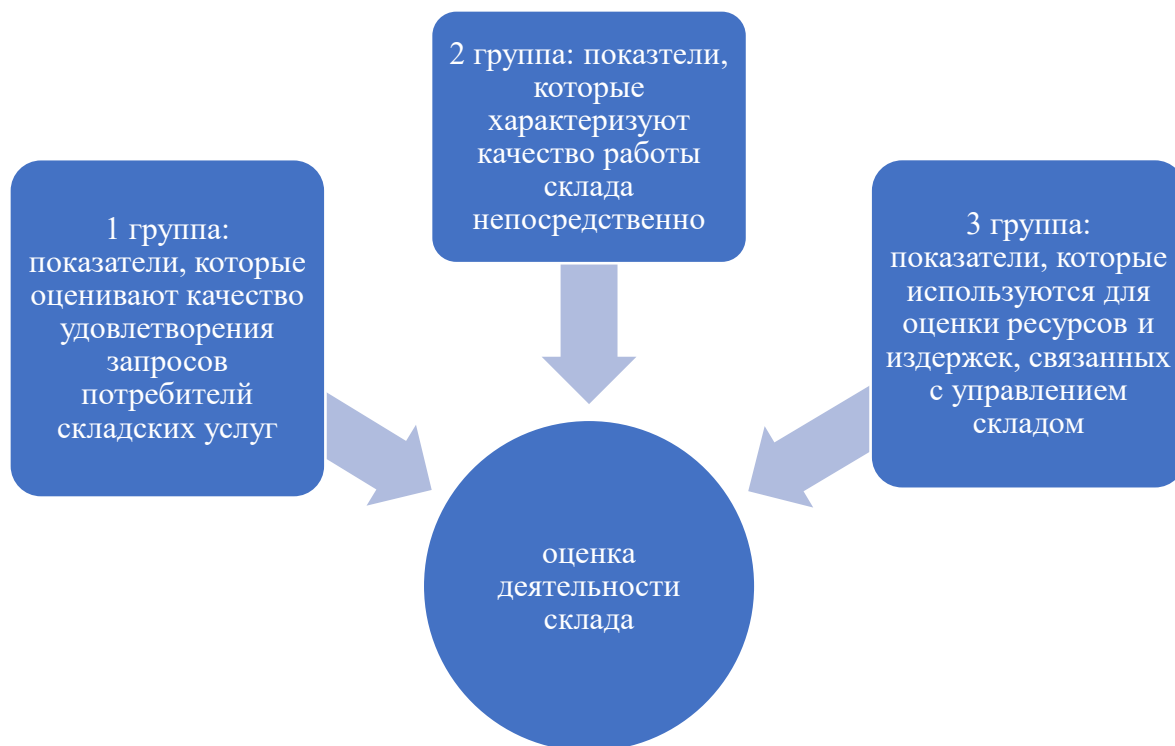 1 группа:
показатели, которые
оценивают качество
удовлетворения
запросов
потребителй
складских услуг
2 группа: показтели,
которые
характеризуют
качество работы
склада
непосредственно
3 группа:
показатели, которые
используются для
оценки ресурсов и
издержек, связанных
с управлением
складом
оценка
деятельности
склада